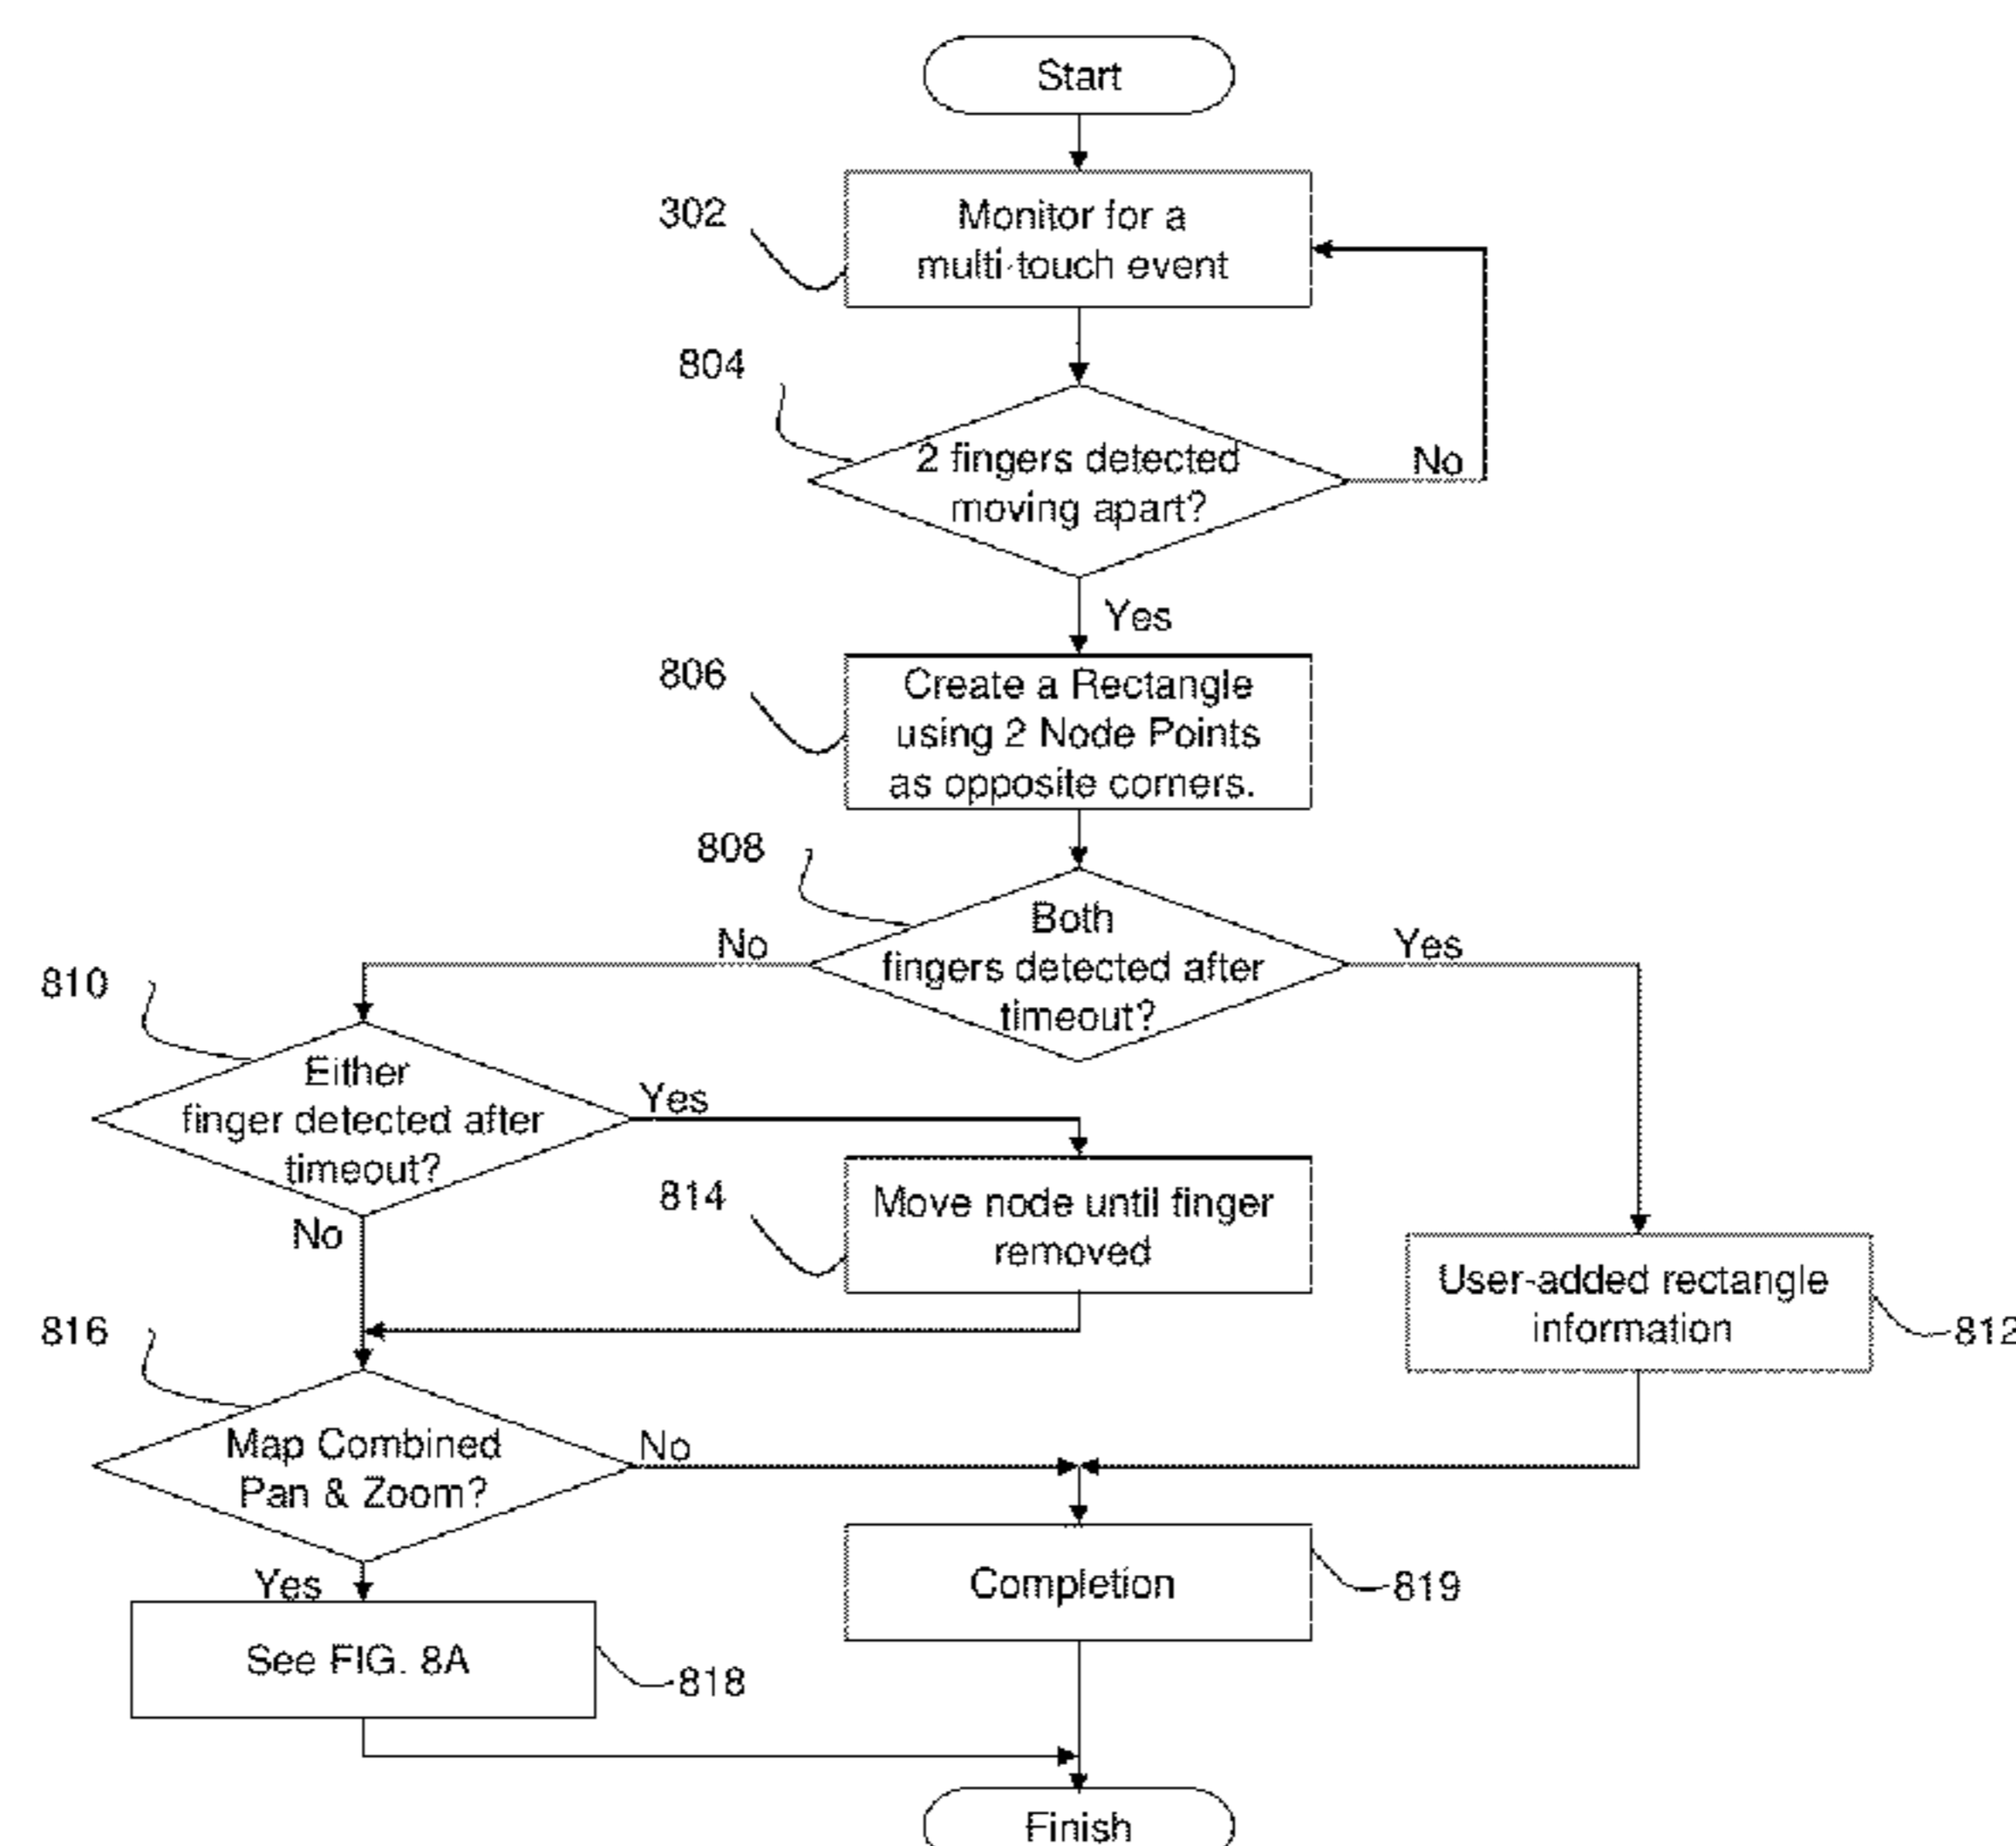 Start
302
Monitor for a
multi-touch event
804
2 fingers detected
moving apart?
No
Yes
806
Create a Rectangle
using 2 Node Points
as opposite corners.
808
Both
fingers detected after
timeout?
No
Yes
810
Either
finger detected after
timeout?
Yes
No
814
Move node until finger
removed
User-added rectangle
information
812
816
Map Combined
Pan & Zoom?
No
Yes
Completion
819
See FIG. 8A
818
Finish